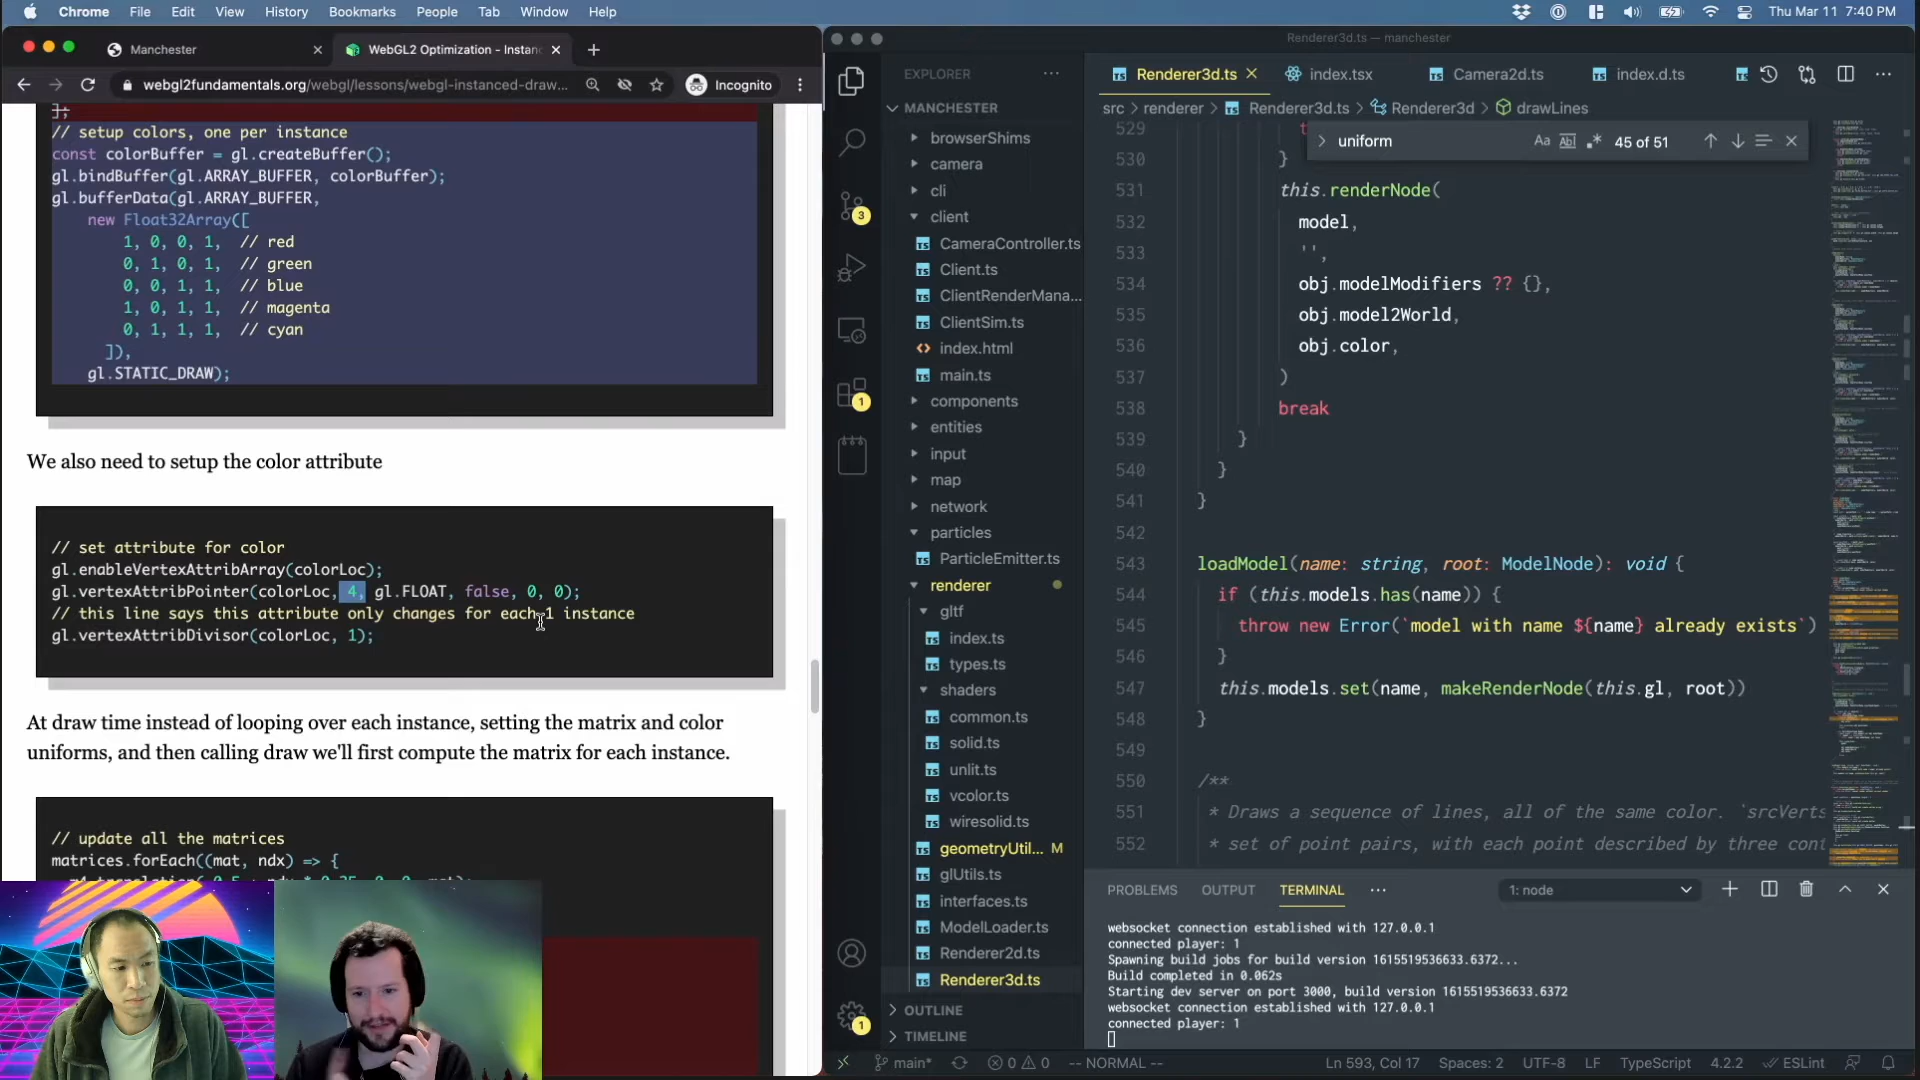 Chrome File Edit View History Bookmarks People Tab Window Help
Thu Mar 11 7:40 PM
Manchester
WebGL2 Optimization - Instanc
webgl2fundamentals.org/webgl/lessons/webgl-instanced-draw...
Incognito
};
// setup colors, one per instance
const colorBuffer = gl.createBuffer();
gl.bindBuffer(gl.ARRAY_BUFFER, colorBuffer);
gl.bufferData(gl.ARRAY_BUFFER,
new Float32Array([
1, 0, 0, 1, // red
0, 1, 0, 1, // green
0, 0, 1, 1, // blue
1, 0, 1, 1, // magenta
0, 1, 1, 1, // cyan
]),
gl.STATIC_DRAW);
We also need to setup the color attribute
// set attribute for color
gl.enableVertexAttribArray(colorLoc);
gl.vertexAttribPointer(colorLoc, 4, gl.FLOAT, false, 0, 0);
// this line says this attribute only changes for each 1 instance
gl.vertexAttribDivisor(colorLoc, 1);
At draw time instead of looping over each instance, setting the matrix and color
uniforms, and then calling draw we'll first compute the matrix for each instance.
// update all the matrices
matrices.forEach((mat, ndx) => {
Renderer3d.ts — manchester
EXPLORER
MANCHESTER
browserShims
camera
cli
client
CameraController.ts
Client.ts
ClientRenderMana...
ClientSim.ts
index.html
main.ts
components
entities
input
map
network
particles
ParticleEmitter.ts
renderer
gltf
index.ts
types.ts
shaders
common.ts
solid.ts
unlit.ts
vcolor.ts
wiresolid.ts
geometryUtil... M
glUtils.ts
interfaces.ts
ModelLoader.ts
Renderer2d.ts
Renderer3d.ts
OUTLINE
TIMELINE
3
1
1
Renderer3d.ts index.tsx Camera2d.ts index.d.ts
src > renderer > Renderer3d.ts > Renderer3d > drawLines
uniform Aa Abl .* 45 of 51
529 t
530 }
531 this.renderNode(
532 model,
533 '',
534 obj.modelModifiers ?? {},
535 obj.model2World,
536 obj.color,
537 )
538 break
539 }
540 }
541 }
542
543 loadModel(name: string, root: ModelNode): void {
544 if (this.models.has(name)) {
545 throw new Error(`model with name ${name} already exists`)
546 }
547 this.models.set(name, makeRenderNode(this.gl, root))
548 }
549
550 /**
551 * Draws a sequence of lines, all of the same color. `srcVerts
552 * set of point pairs, with each point described by three cont
PROBLEMS OUTPUT TERMINAL ... 1: node
websocket connection established with 127.0.0.1
connected player: 1
Spawning build jobs for build version 1615519536633.6372...
Build completed in 0.062s
Starting dev server on port 3000, build version 1615519536633.6372
websocket connection established with 127.0.0.1
connected player: 1
main* 0 0 -- NORMAL -- Ln 593, Col 17 Spaces: 2 UTF-8 LF TypeScript 4.2.2 ESLint